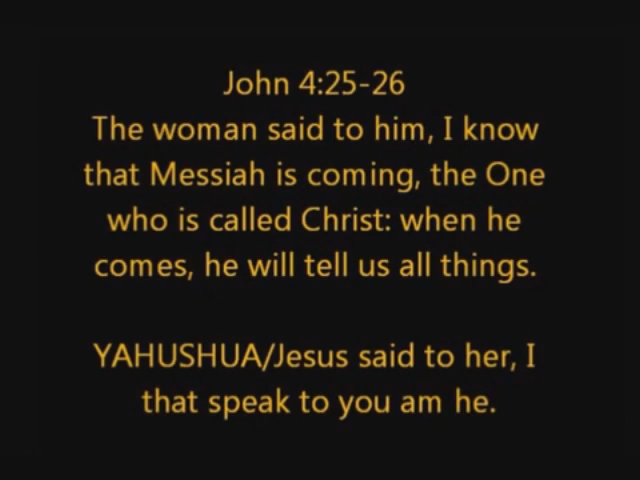 John 4:25-26
The woman said to him, I know
that Messiah is coming, the One
who is called Christ: when he
comes, he will tell us all things.
YAHUSHUA/Jesus said to her, I
that speak to you am he.